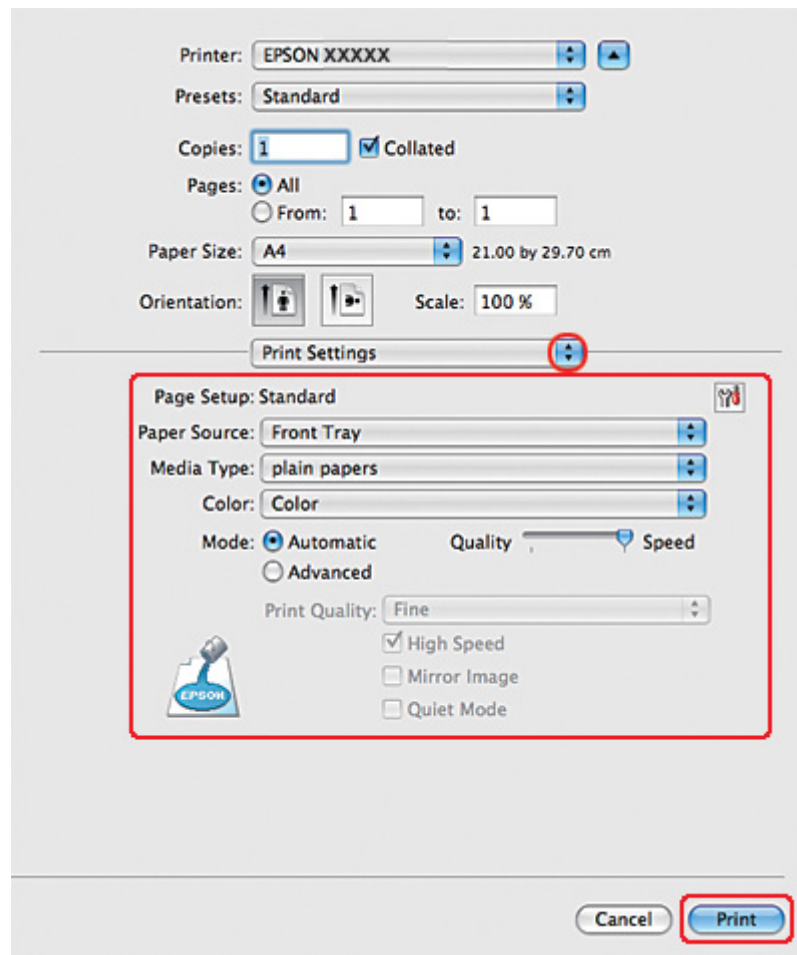 Printer: EPSON XXXXX
Presets: Standard
Copies: 1 Collated
Pages: All
From: 1 to: 1
Paper Size: A4 21.00 by 29.70 cm
Orientation: Scale: 100 %
Print Settings
Page Setup: Standard
Paper Source: Front Tray
Media Type: plain papers
Color: Color
Mode: Automatic Quality Speed
Advanced
Print Quality: Fine
High Speed
Mirror Image
EPSON
Quiet Mode
Cancel Print